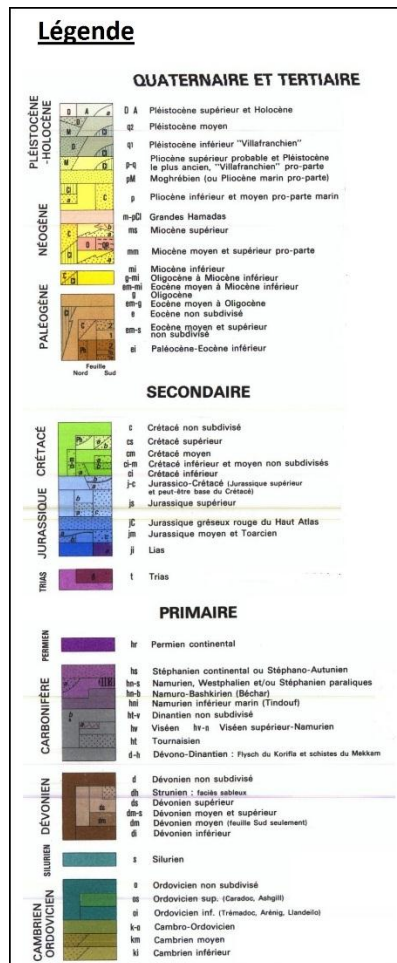 Légende
QUATERNAIRE ET TERTIAIRE
PLÉISTOCÈNE
-HOLOCÈNE
Q A Pléistocène supérieur et Holocène
q2 Pléistocène moyen
q1 Pléistocène inférieur "Villafranchien"
p-q Pliocène supérieur probable et Pléistocène
le plus ancien, "Villafranchien" pro-parte
pM Moghrébien (ou Pliocène marin pro-parte)
p Pliocène inférieur et moyen pro-parte marin
m-pCl Grandes Hamadas
NÉOGÈNE
ms Miocène supérieur
mm Miocène moyen et supérieur pro-parte
mi Miocène inférieur
g-mi Oligocène à Miocène inférieur
em-mi Eocène moyen à Miocène inférieur
g Oligocène
em-g Eocène moyen à Oligocène
e Eocène non subdivisé
PALÉOGÈNE
em-s Eocène moyen et supérieur
non subdivisé
ei Paléocène-Eocène inférieur
Feuille
Nord Sud
SECONDAIRE
CRÉTACÉ
c Crétacé non subdivisé
cs Crétacé supérieur
cm Crétacé moyen
ci-m Crétacé inférieur et moyen non subdivisés
ci Crétacé inférieur
j-c Jurassico-Crétacé (Jurassique supérieur
et peut-être base du Crétacé)
JURASSIQUE
js Jurassique supérieur
jC Jurassique gréseux rouge du Haut Atlas
jm Jurassique moyen et Toarcien
ji Lias
TRIAS
t Trias
PRIMAIRE
PERMIEN
hr Permien continental
CARBONIFÈRE
hs Stéphanien continental ou Stéphano-Autunien
hn-s Namurien, Westphalien et/ou Stéphanien paraliques
hn-b Namuro-Bashkirien (Béchar)
hni Namurien inférieur marin (Tindouf)
ht-v Dinantien non subdivisé
hv Viséen hv-n Viséen supérieur-Namurien
ht Tournaisien
d-h Dévono-Dinantien : Flysch du Korifla et schistes du Mekkam
DÉVONIEN
d Dévonien non subdivisé
dh Strunien : faciès sableux
ds Dévonien supérieur
dm-s Dévonien moyen et supérieur
dm Dévonien moyen (feuille Sud seulement)
di Dévonien inférieur
SILURIEN
s Silurien
CAMBRIEN
ORDOVICIEN
o Ordovicien non subdivisé
os Ordovicien sup. (Caradoc, Ashgill)
oi Ordovicien inf. (Trémadoc, Arénig, Llandeilo)
k-o Cambro-Ordovicien
km Cambrien moyen
ki Cambrien inférieur